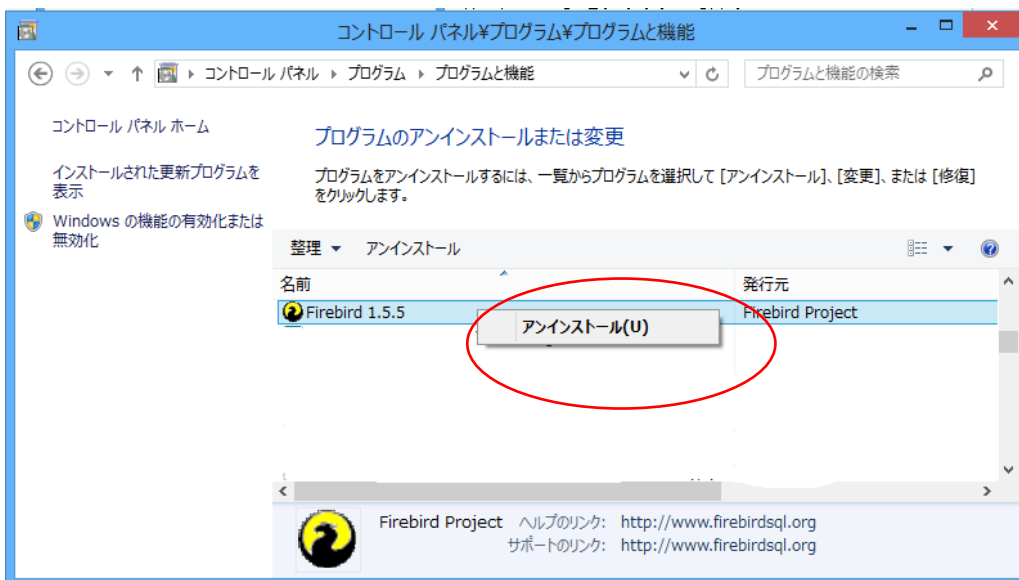 コントロール パネル¥プログラム¥プログラムと機能
コントロール パネル ▸ プログラム ▸ プログラムと機能
プログラムと機能の検索
コントロール パネル ホーム
インストールされた更新プログラムを
表示
Windows の機能の有効化または
無効化
プログラムのアンインストールまたは変更
プログラムをアンインストールするには、一覧からプログラムを選択して [アンインストール]、[変更]、または [修復]
をクリックします。
整理 ▼ アンインストール
名前 発行元
Firebird 1.5.5 Firebird Project
アンインストール(U)
Firebird Project ヘルプのリンク: http://www.firebirdsql.org
サポートのリンク: http://www.firebirdsql.org